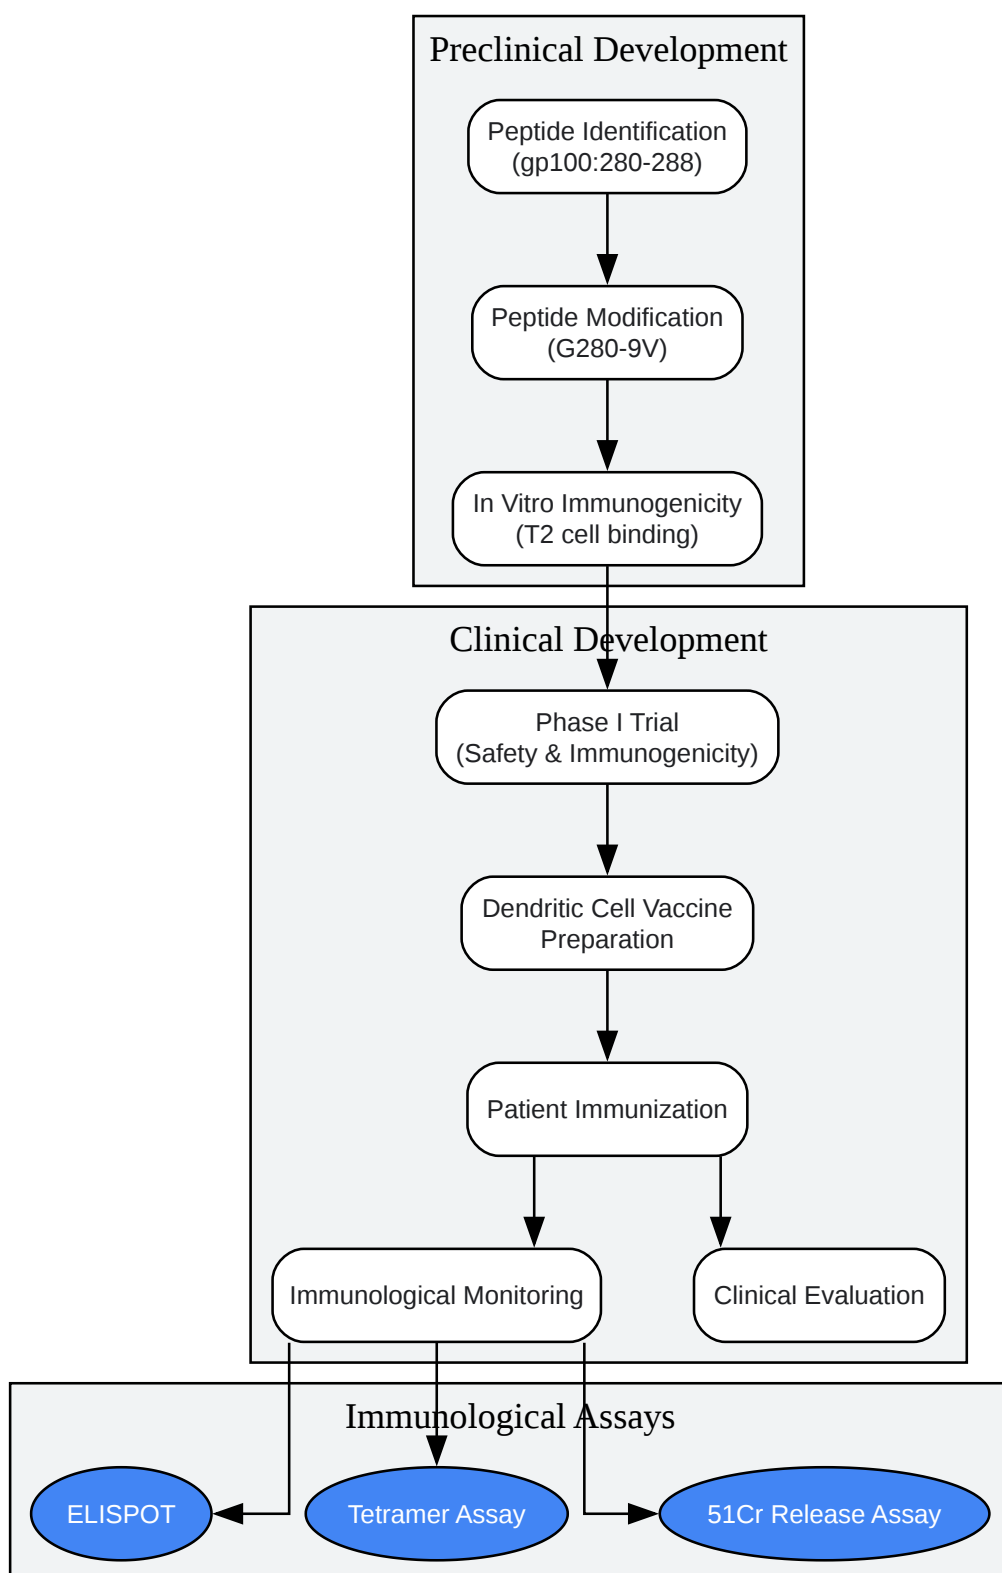 Preclinical Development
Peptide Identification
(gp100:280-288)
Peptide Modification
(G280-9V)
In Vitro Immunogenicity
(T2 cell binding)
Clinical Development
Phase I Trial
(Safety & Immunogenicity)
Dendritic Cell Vaccine
Preparation
Patient Immunization
Immunological Monitoring
Clinical Evaluation
Immunological Assays
ELISPOT
Tetramer Assay
51Cr Release Assay